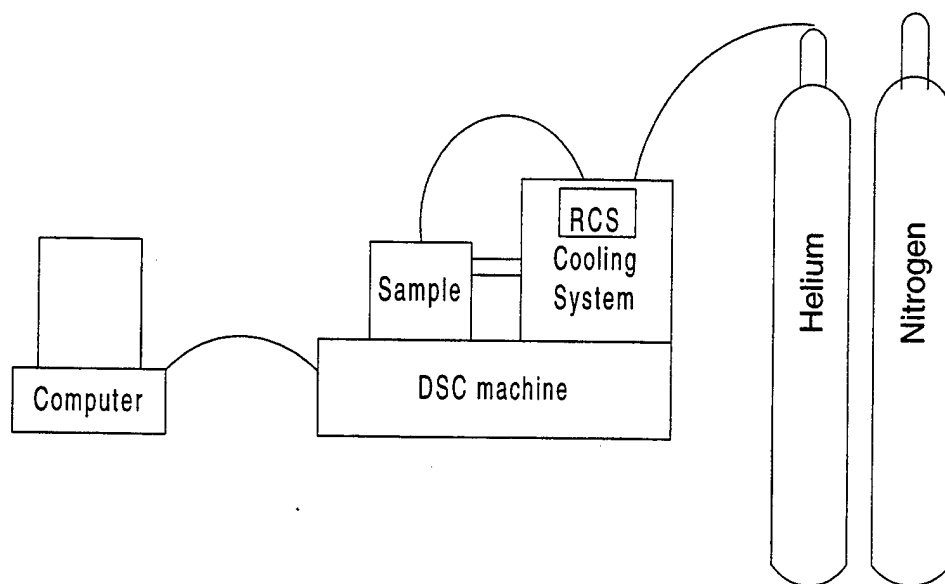 RCS
Cooling
System
Sample
DSC machine
Computer
Helium
Nitrogen